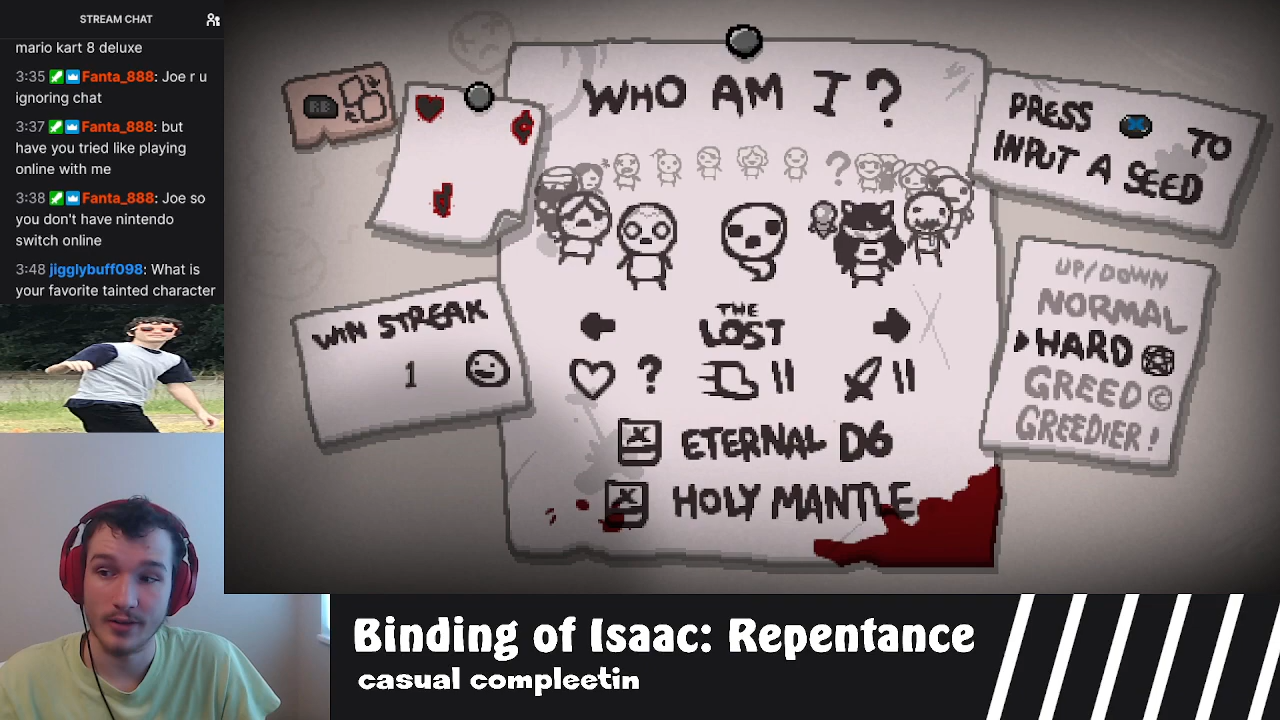 STREAM CHAT
mario kart 8 deluxe
3:35 Fanta_888: Joe r u
ignoring chat
3:37 Fanta_888: but
have you tried like playing
online with me
3:38 Fanta_888: Joe so
you don't have nintendo
switch online
3:48 jigglybuff098: What is
your favorite tainted character
RB
WHO AM I?
PRESS X TO
INPUT A SEED
?
WIN STREAK
1
THE
LOST
?
ETERNAL D6
HOLY MANTLE
UP/DOWN
NORMAL
HARD
GREED ©
GREEDIER!
Binding of Isaac: Repentance
casual compleetin